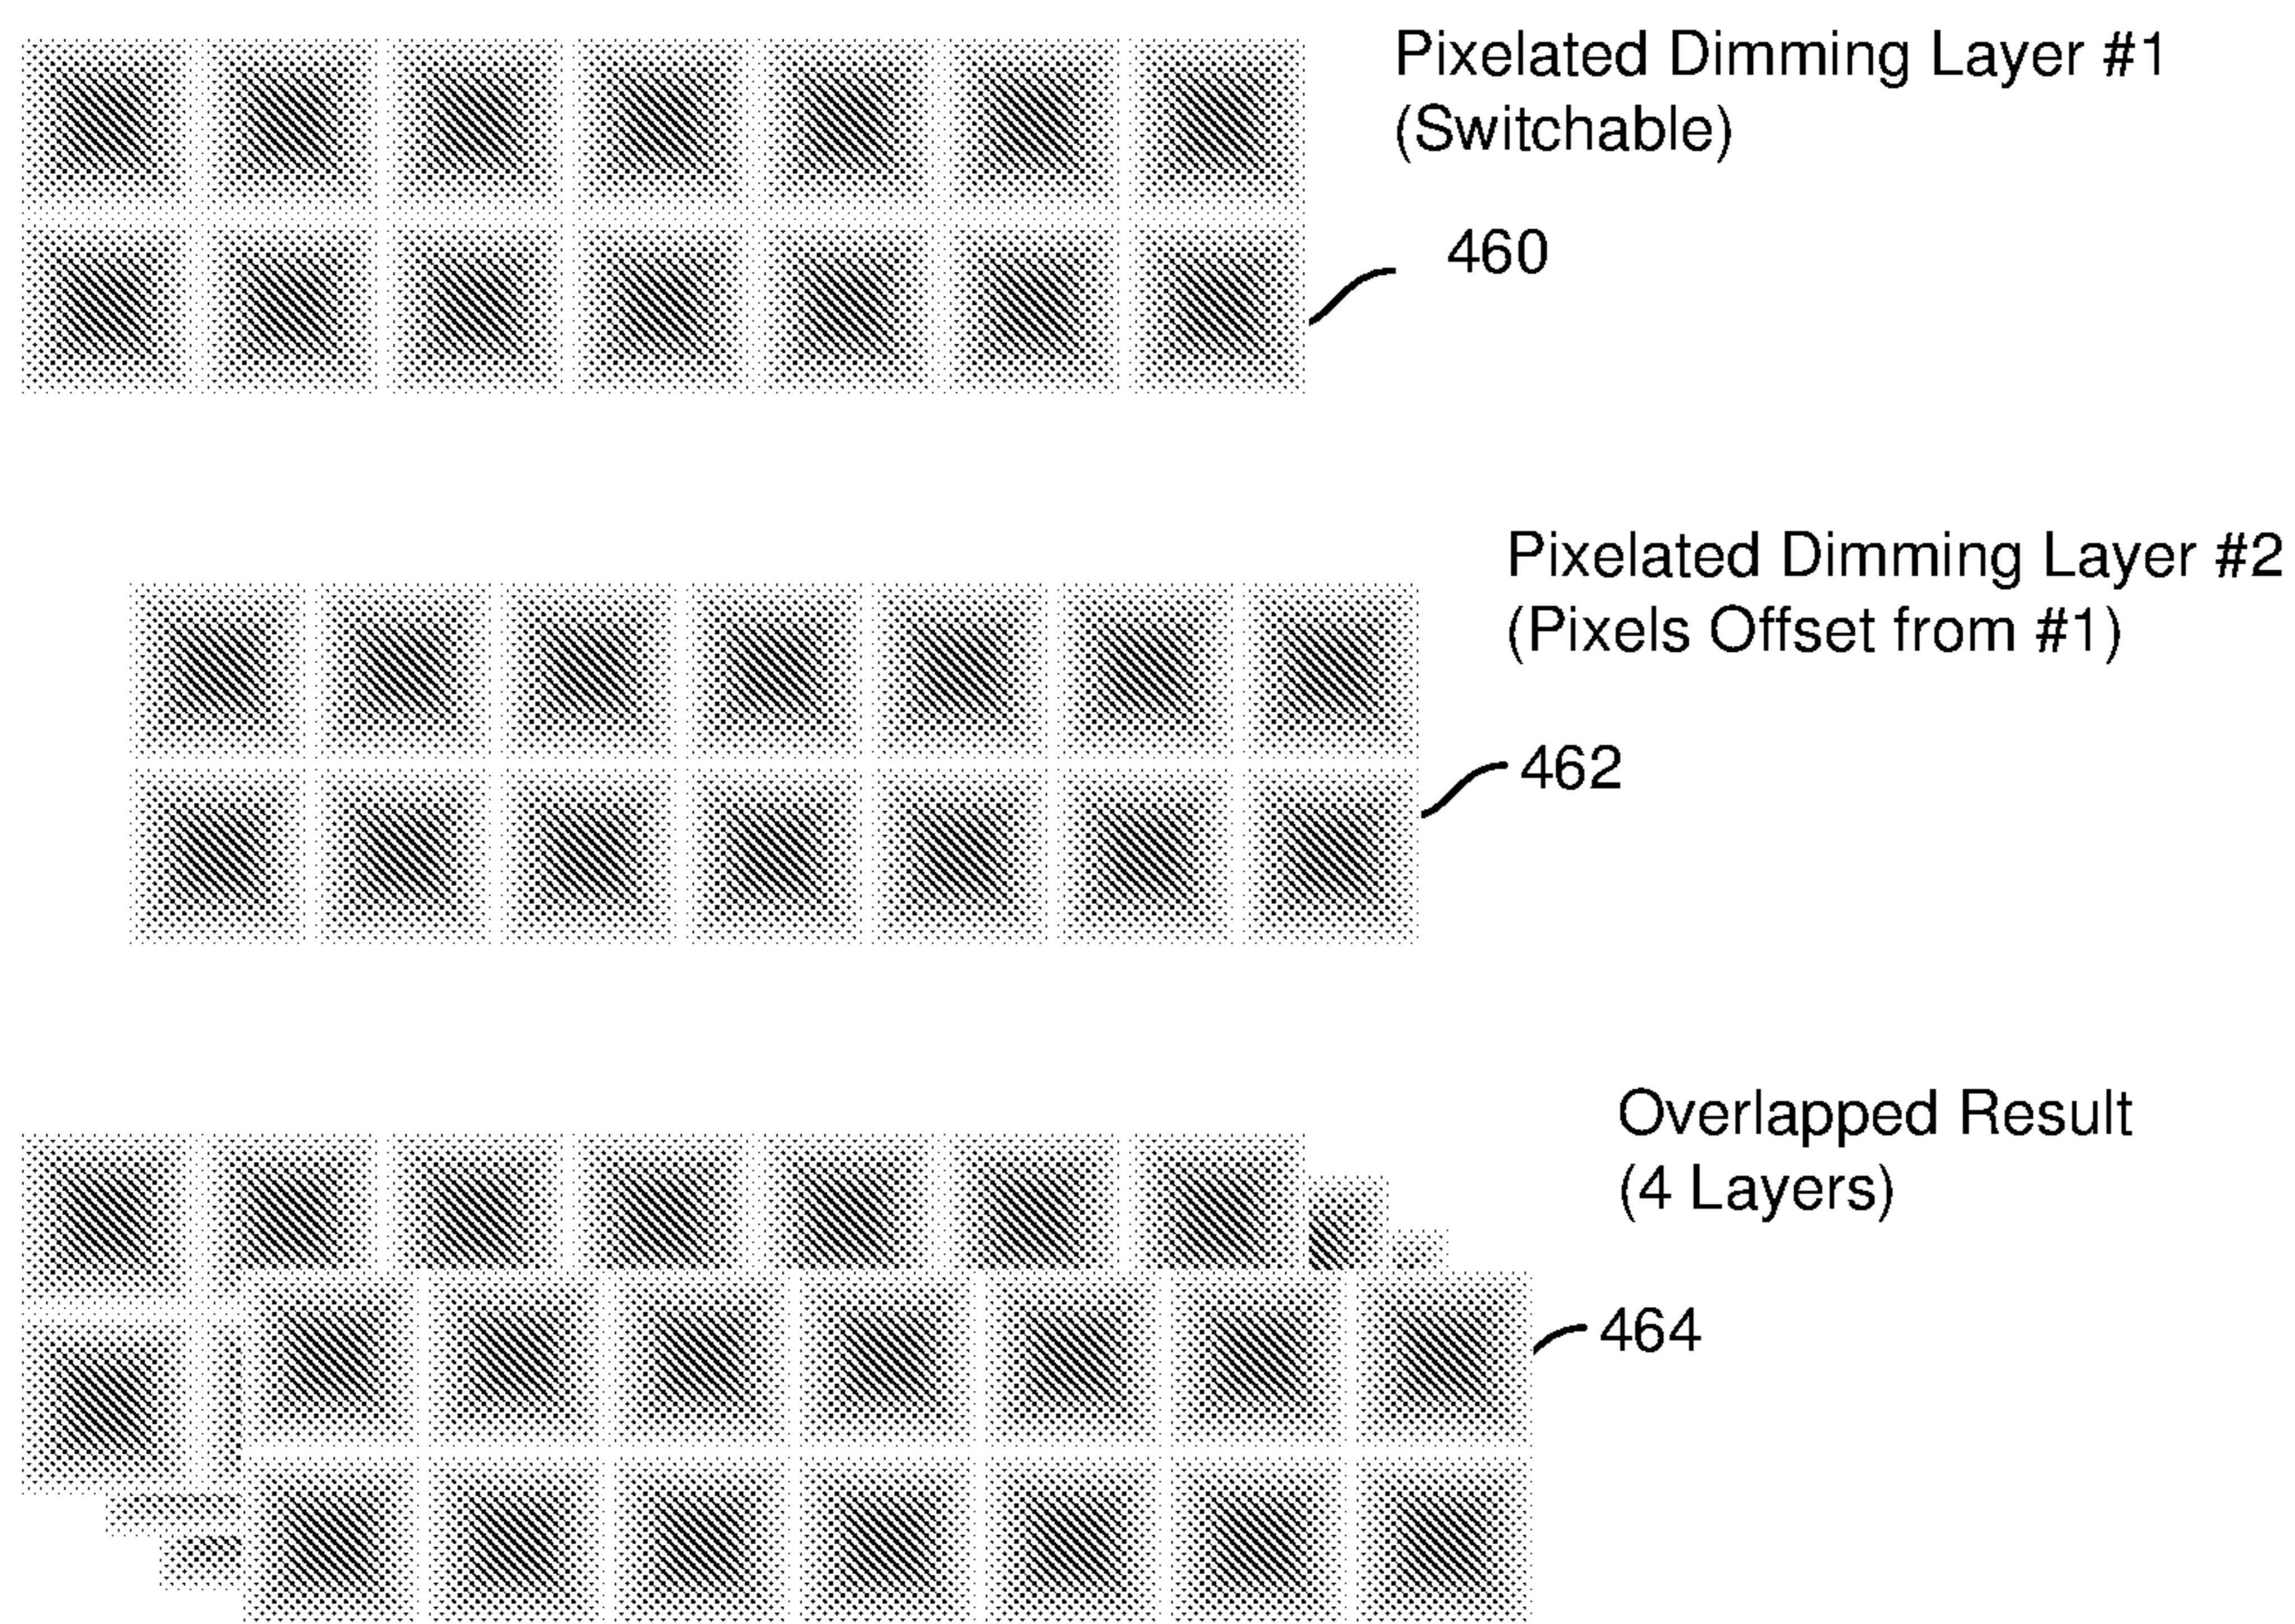 Pixelated Dimming Layer #1
(Switchable)
460
Pixelated Dimming Layer #2
(Pixels Offset from #1)
462
Overlapped Result
(4 Layers)
464